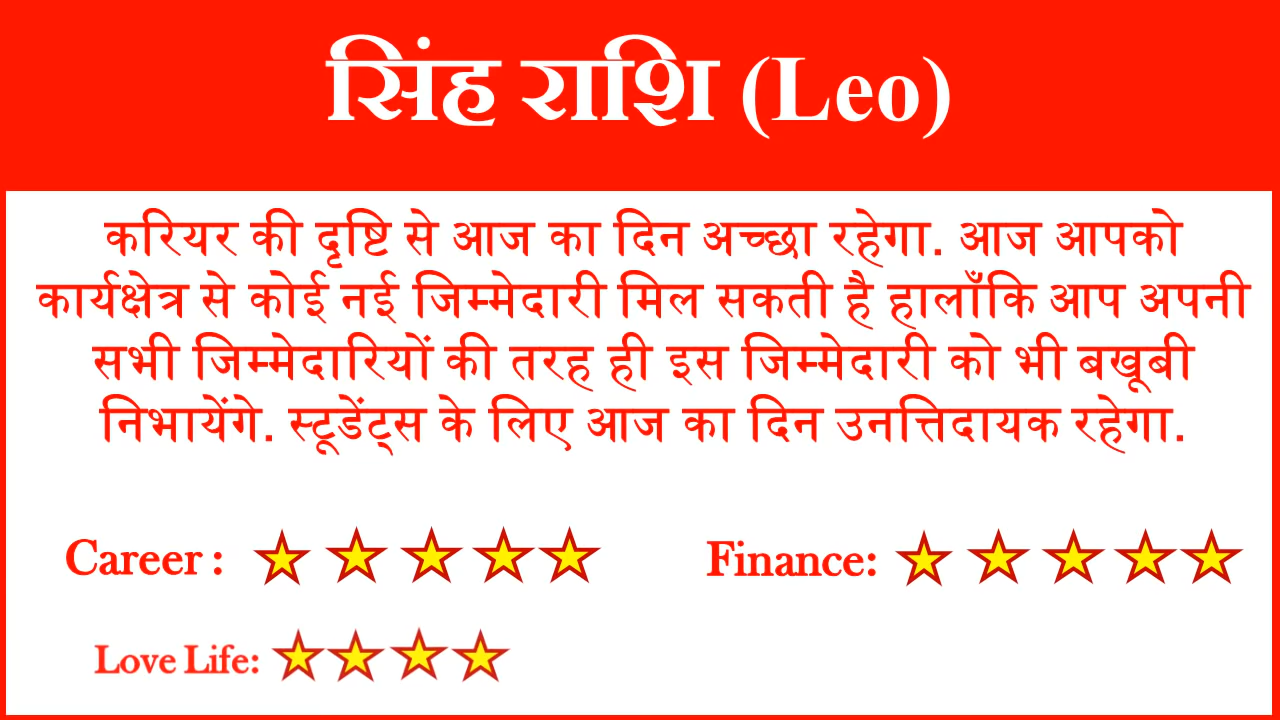 सिंह राशि (Leo)
करियर की दृष्टि से आज का दिन अच्छा रहेगा. आज आपको
कार्यक्षेत्र से कोई नई जिम्मेदारी मिल सकती है हालाँकि आप अपनी
सभी जिम्मेदारियों की तरह ही इस जिम्मेदारी को भी बखूबी
निभायेंगे. स्टूडेंट्स के लिए आज का दिन उनत्तिदायक रहेगा.
Career :
Finance:
Love Life: